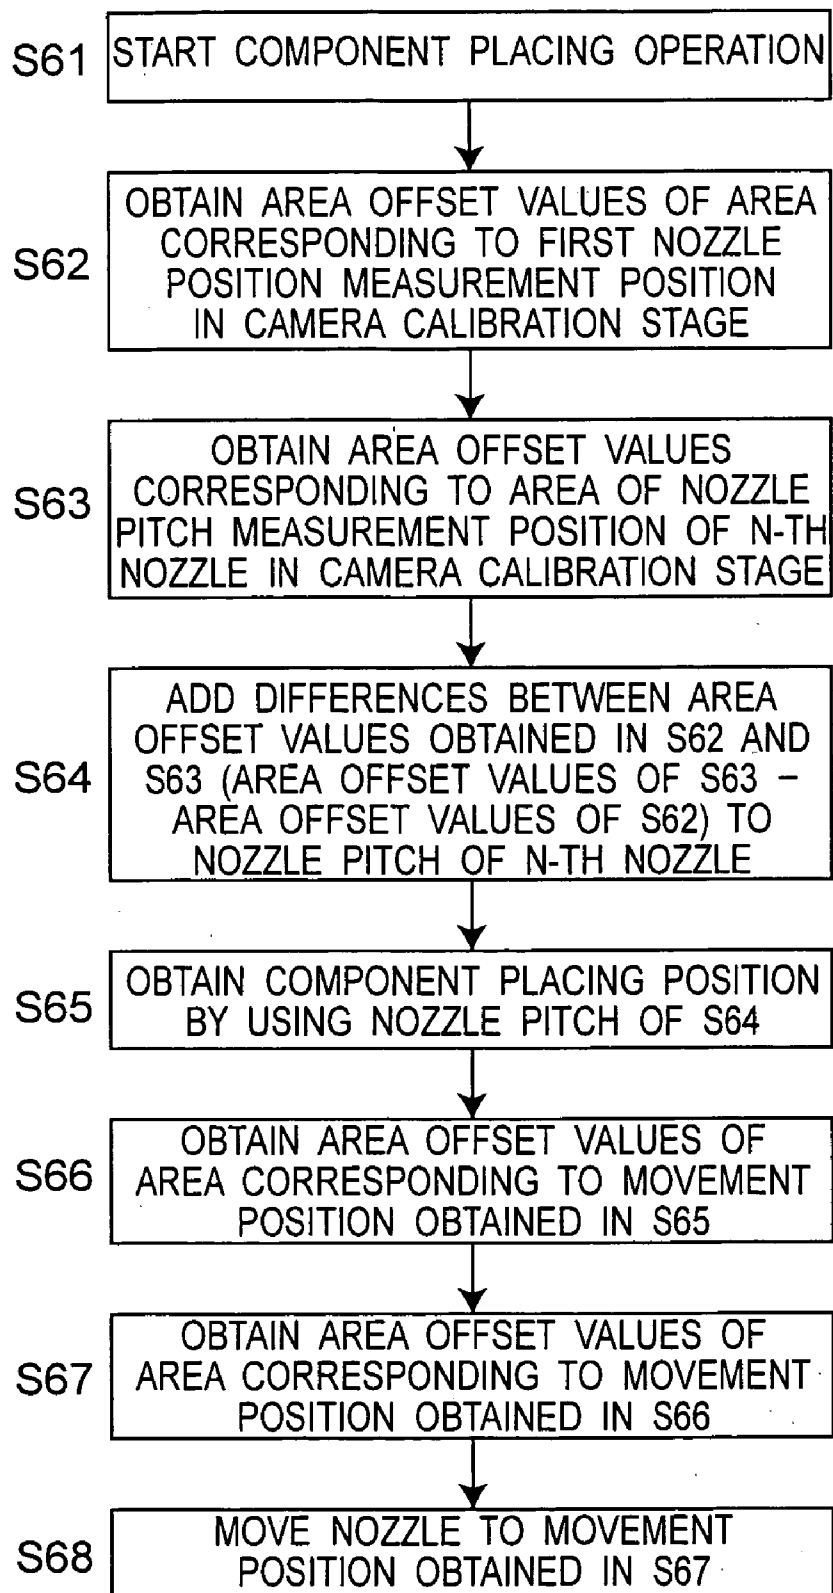 S61
START COMPONENT PLACING OPERATION
S62
OBTAIN AREA OFFSET VALUES OF AREA
CORRESPONDING TO FIRST NOZZLE
POSITION MEASUREMENT POSITION
IN CAMERA CALIBRATION STAGE
S63
OBTAIN AREA OFFSET VALUES
CORRESPONDING TO AREA OF NOZZLE
PITCH MEASUREMENT POSITION OF N-TH
NOZZLE IN CAMERA CALIBRATION STAGE
S64
ADD DIFFERENCES BETWEEN AREA
OFFSET VALUES OBTAINED IN S62 AND
S63 (AREA OFFSET VALUES OF S63 –
AREA OFFSET VALUES OF S62) TO
NOZZLE PITCH OF N-TH NOZZLE
S65
OBTAIN COMPONENT PLACING POSITION
BY USING NOZZLE PITCH OF S64
S66
OBTAIN AREA OFFSET VALUES OF
AREA CORRESPONDING TO MOVEMENT
POSITION OBTAINED IN S65
S67
OBTAIN AREA OFFSET VALUES OF
AREA CORRESPONDING TO MOVEMENT
POSITION OBTAINED IN S66
S68
MOVE NOZZLE TO MOVEMENT
POSITION OBTAINED IN S67